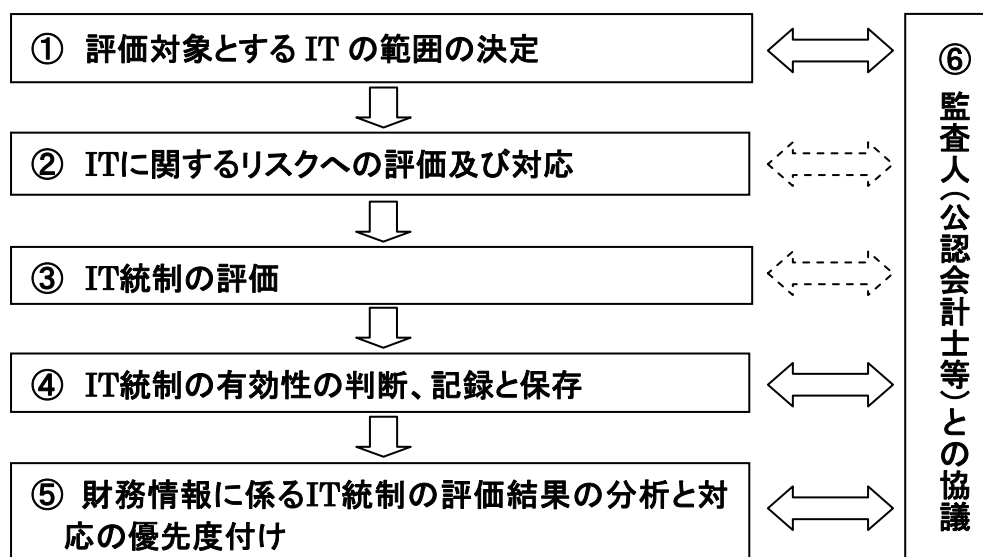 ① 評価対象とする IT の範囲の決定
② ITに関するリスクへの評価及び対応
③ IT統制の評価
④ IT統制の有効性の判断、記録と保存
⑤ 財務情報に係るIT統制の評価結果の分析と対
応の優先度付け
⑥ 監査人(公認会計士等)との協議